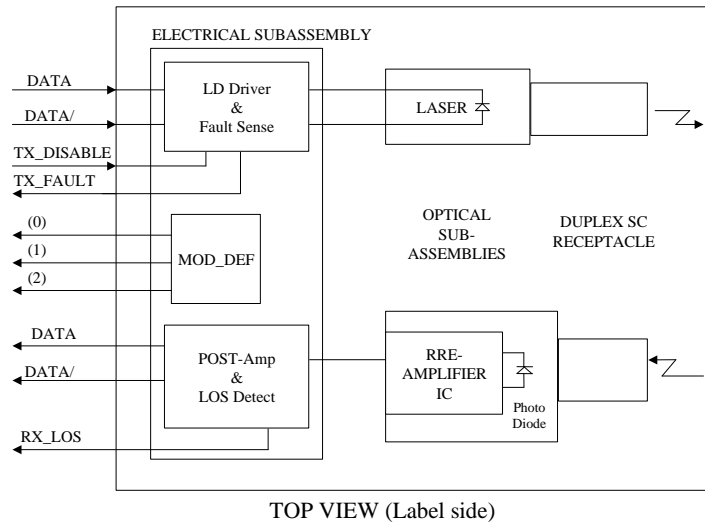 ELECTRICAL SUBASSEMBLY
DATA
DATA/
TX_DISABLE
TX_FAULT
LD Driver
&
Fault Sense
LASER
(0)
(1)
(2)
MOD_DEF
OPTICAL
SUB-
ASSEMBLIES
DUPLEX SC
RECEPTACLE
DATA
DATA/
RX_LOS
POST-Amp
&
LOS Detect
RRE-
AMPLIFIER
IC
Photo
Diode
TOP VIEW (Label side)